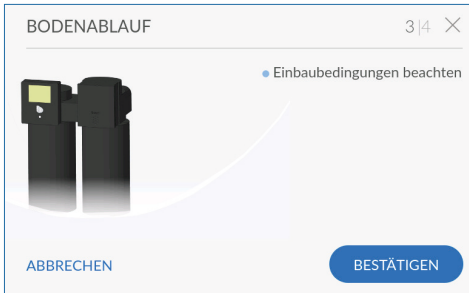 BODENABLAUF 3|4 ×
• Einbaubedingungen beachten
ABBRECHEN BESTÄTIGEN